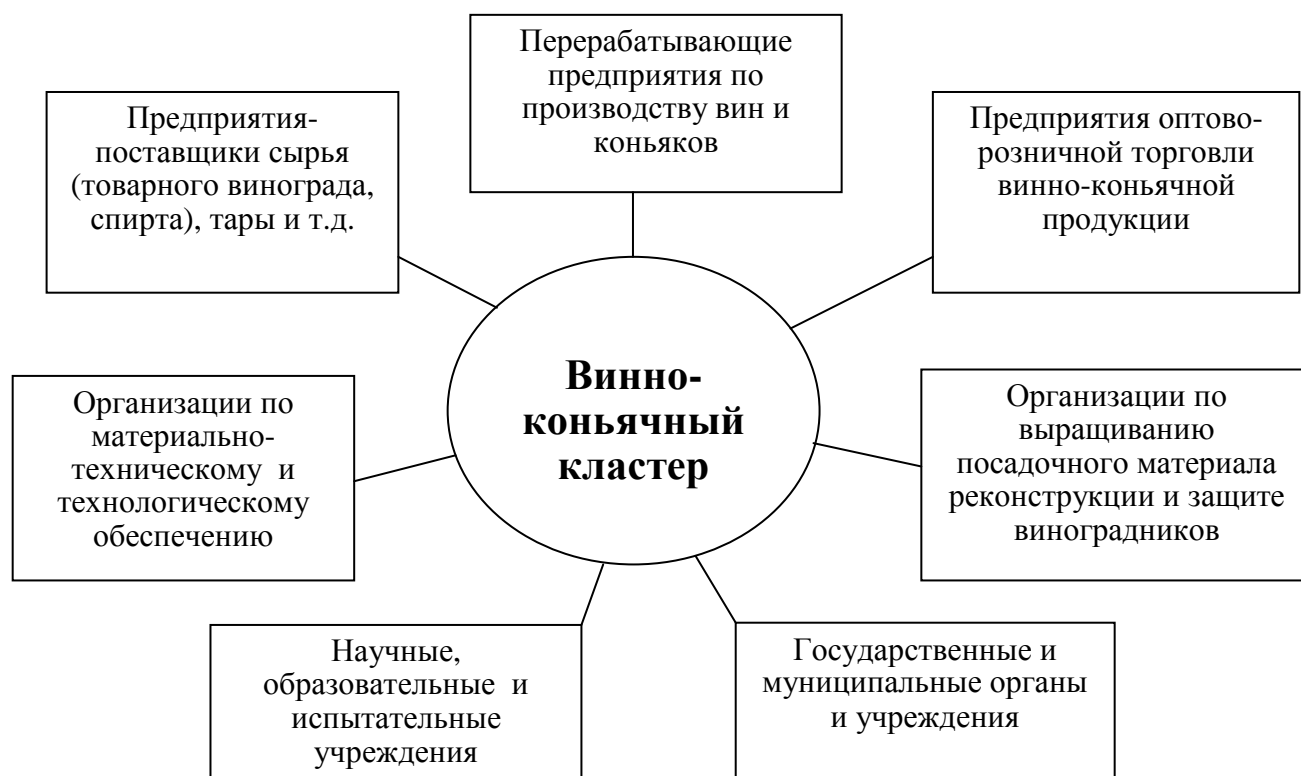 Перерабатывающие
предприятия по
производству вин и
коньяков
Предприятия-
поставщики сырья
(товарного винограда,
спирта), тары и т.д.
Предприятия оптово-
розничной торговли
винно-коньячной
продукции
Винно-
коньячный
кластер
Организации по
материально-
техническому и
технологическому
обеспечению
Организации по
выращиванию
посадочного материала
реконструкции и защите
виноградников
Научные,
образовательные и
испытательные
учреждения
Государственные и
муниципальные органы
и учреждения